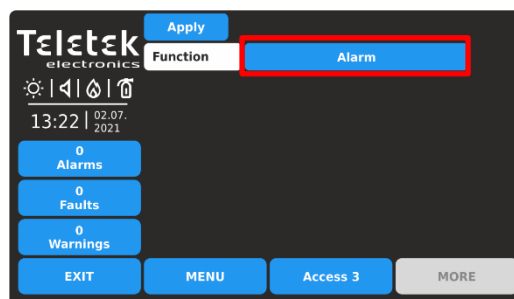 Teletek
electronics
Apply
Function
Alarm
13:22
02.07.
2021
0
Alarms
0
Faults
0
Warnings
EXIT
MENU
Access 3
MORE